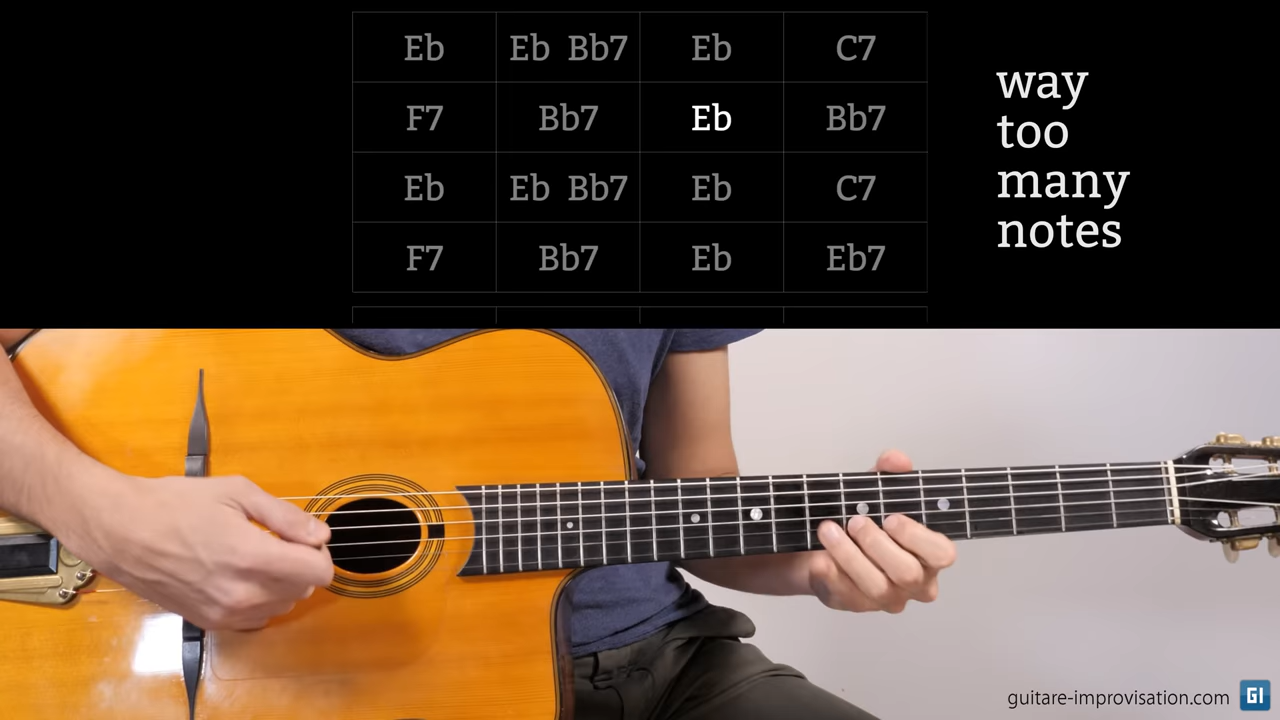 Eb Eb Bb7 Eb C7
F7 Bb7 Eb Bb7
Eb Eb Bb7 Eb C7
F7 Bb7 Eb Eb7
way
too
many
notes
guitare-improvisation.com GI